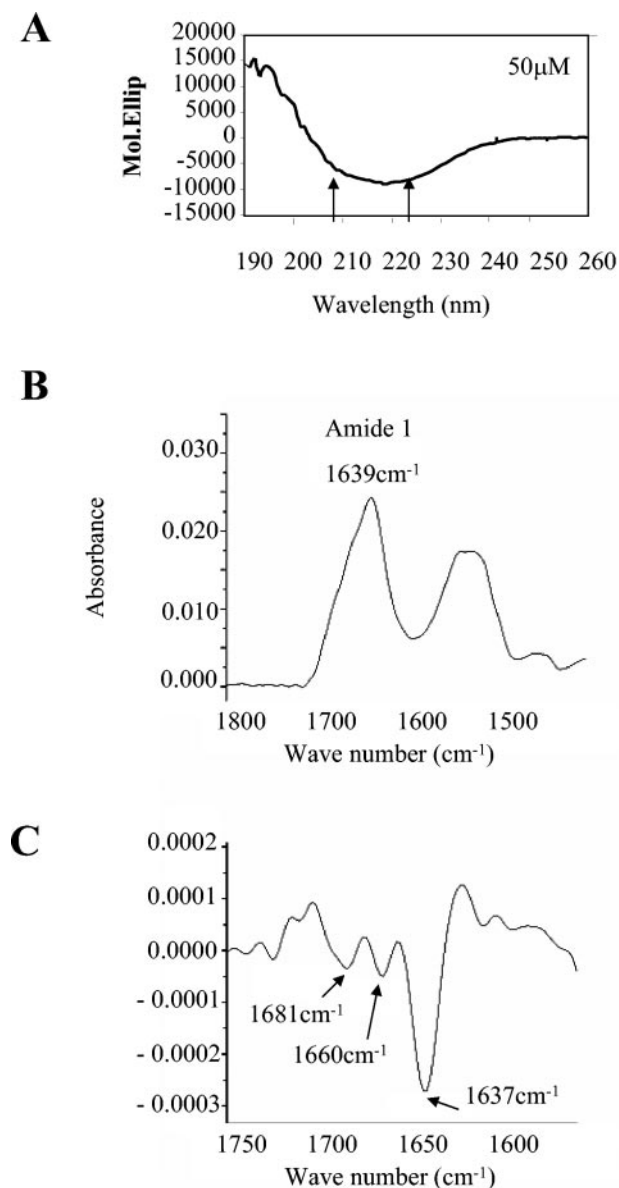 A
Mol.Ellip
20000
15000
10000
5000
0
-5000
-10000
-15000
50μM
190 200 210 220 240 250 260
Wavelength (nm)
B
Absorbance
0.030
0.020
0.010
0.000
Amide 1
1639cm-1
1800 1700 1600 1500
Wave number (cm-1)
C
0.0002
0.0001
0.0000
- 0.0001
- 0.0002
- 0.0003
1681cm-1
1660cm-1
1637cm-1
1750 1700 1650 1600
Wave number (cm-1)